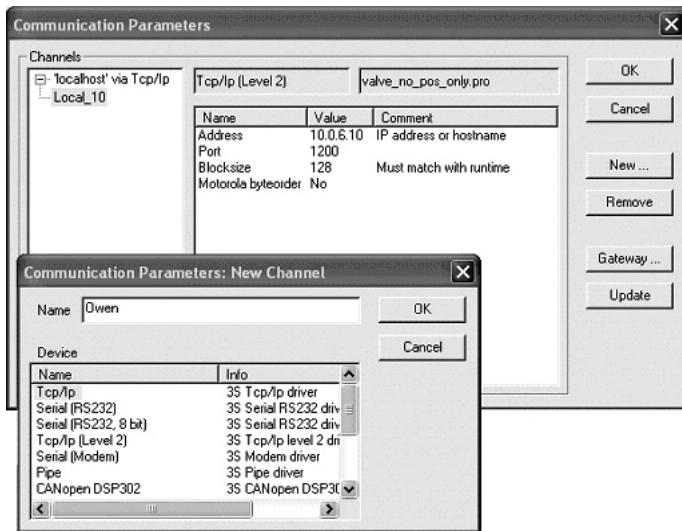 Communication Parameters
Channels
'localhost' via Tcp/Ip
Local_10
Tcp/Ip (Level 2)
valve_no_pos_only.pro
Name Value Comment
Address 10.0.6.10 IP address or hostname
Port 1200
Blocksize 128 Must match with runtime
Motorola byteorder No
OK
Cancel
New ...
Remove
Gateway ...
Update
Communication Parameters: New Channel
Name Owen
OK
Cancel
Device
Name Info
Tcp/Ip 3S Tcp/Ip driver
Serial (RS232) 3S Serial RS232 driv
Serial (RS232, 8 bit) 3S Serial RS232 driv
Tcp/Ip (Level 2) 3S Tcp/Ip level 2 dri
Serial (Modem) 3S Modem driver
Pipe 3S Pipe driver
CANopen DSP302 3S CANopen DSP3(